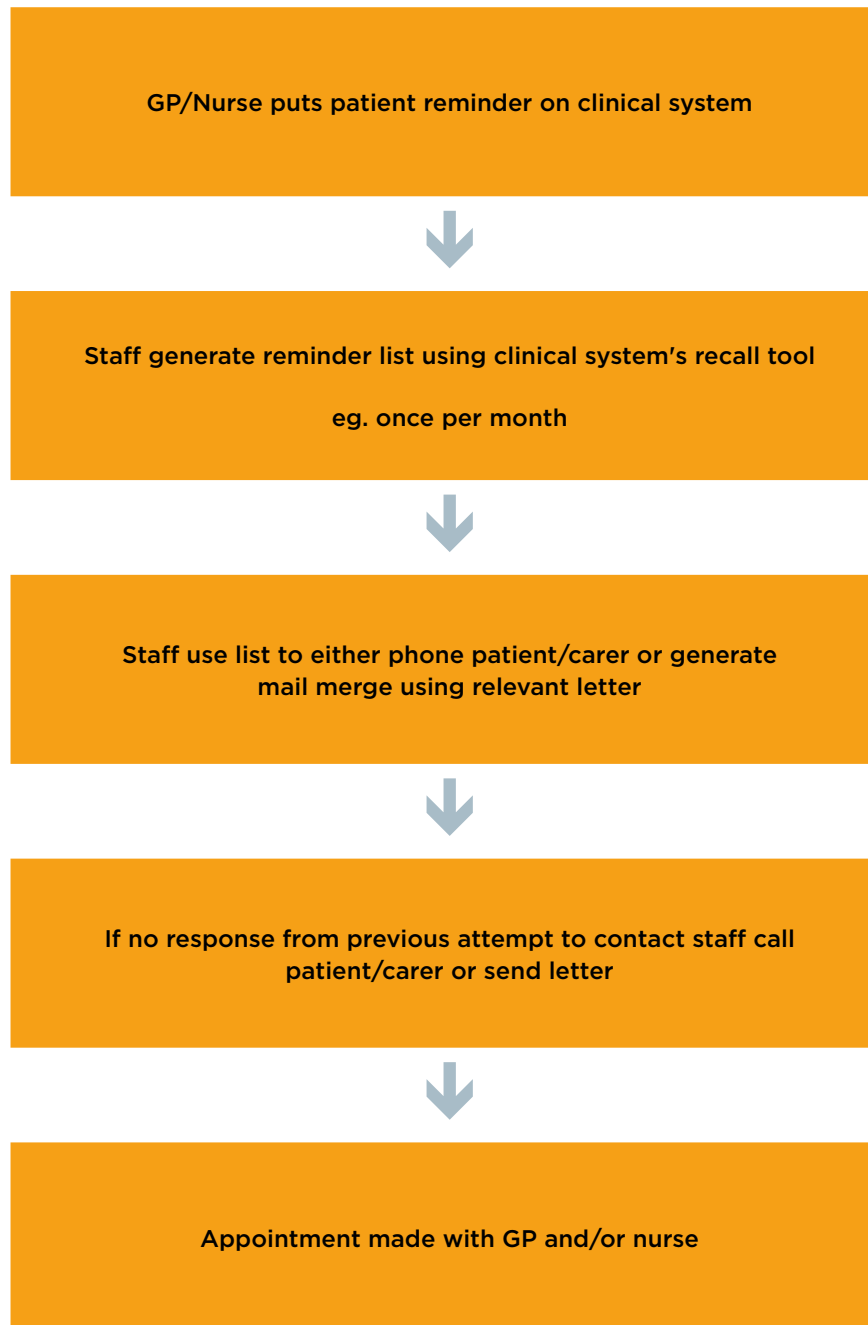 GP/Nurse puts patient reminder on clinical system
Staff generate reminder list using clinical system's recall tool
eg. once per month
Staff use list to either phone patient/carer or generate
mail merge using relevant letter
If no response from previous attempt to contact staff call
patient/carer or send letter
Appointment made with GP and/or nurse